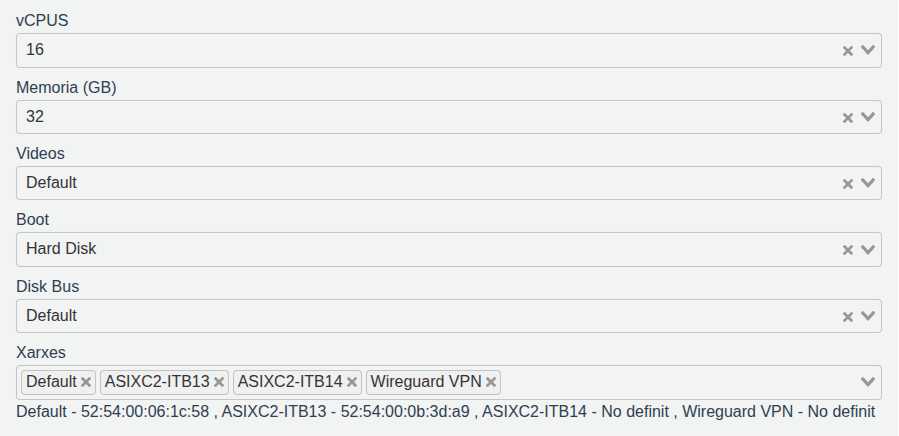 vCPUS
16
Memoria (GB)
32
Videos
Default
Boot
Hard Disk
Disk Bus
Default
Xarxes
Default ASIXC2-ITB13 ASIXC2-ITB14 Wireguard VPN
Default - 52:54:00:06:1c:58 , ASIXC2-ITB13 - 52:54:00:0b:3d:a9 , ASIXC2-ITB14 - No definit , Wireguard VPN - No definit